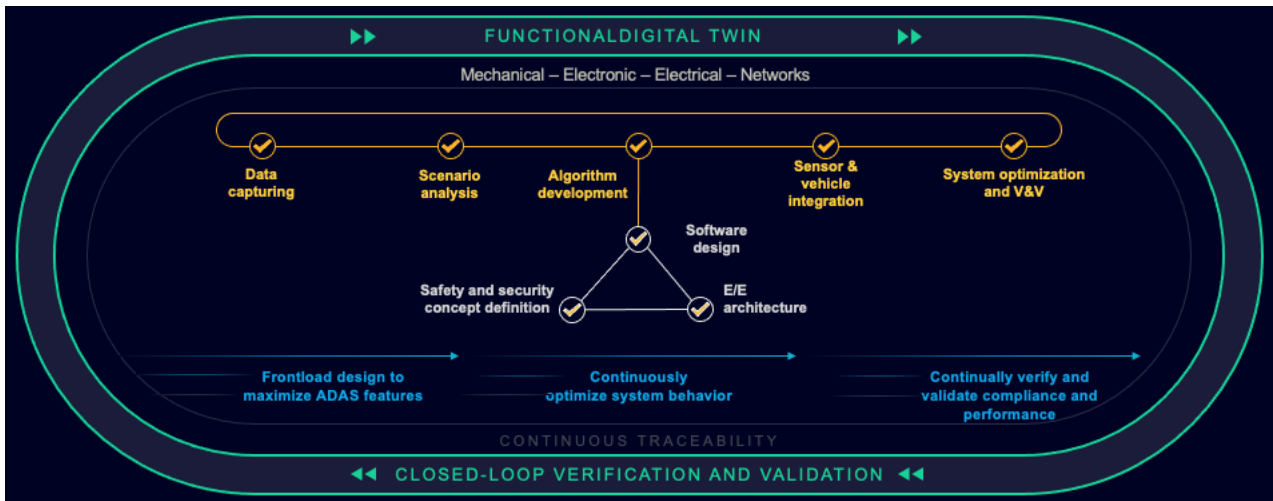 FUNCTIONALDIGITAL TWIN
Mechanical – Electronic – Electrical – Networks
Data
capturing
Scenario
analysis
Algorithm
development
Sensor &
vehicle
integration
System optimization
and V&V
Software
design
Safety and security
concept definition
E/E
architecture
Frontload design to
maximize ADAS features
Continuously
optimize system behavior
Continually verify and
validate compliance and
performance
CONTINUOUS TRACEABILITY
CLOSED-LOOP VERIFICATION AND VALIDATION